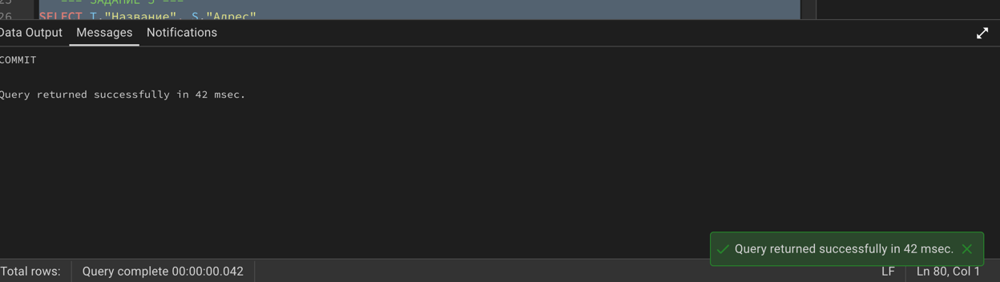 25 === ЗАДАНИЕ 5 ===
26 SELECT T."Название", S."Адрес"
Data Output Messages Notifications
COMMIT
Query returned successfully in 42 msec.
Query returned successfully in 42 msec.
Total rows: Query complete 00:00:00.042 LF Ln 80, Col 1